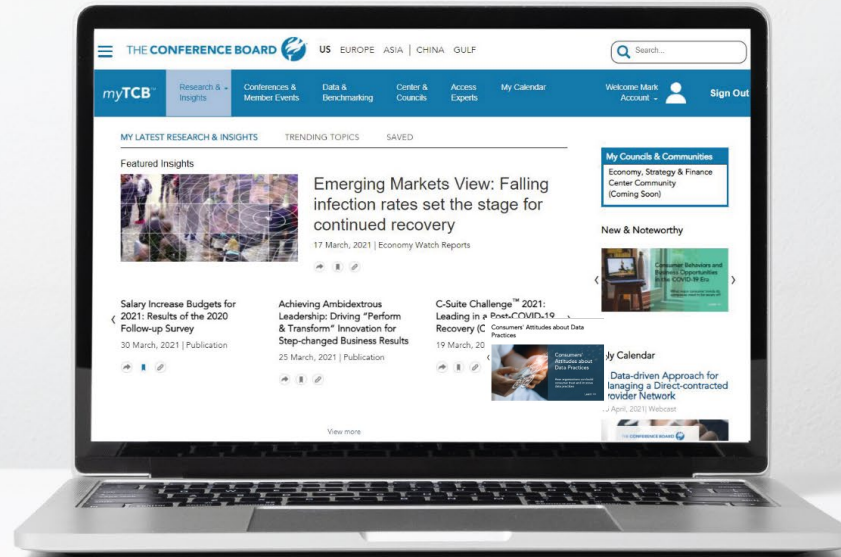 THE CONFERENCE BOARD
US EUROPE ASIA | CHINA GULF
Search...
myTCB™
Research &
Insights
Conferences &
Member Events
Data &
Benchmarking
Center &
Councils
Access
Experts
My Calendar
Welcome Mark
Account
Sign Out
MY LATEST RESEARCH & INSIGHTS
TRENDING TOPICS
SAVED
Featured Insights
Emerging Markets View: Falling
infection rates set the stage for
continued recovery
17 March, 2021 | Economy Watch Reports
Salary Increase Budgets for
2021: Results of the 2020
Follow-up Survey
30 March, 2021 | Publication
Achieving Ambidextrous
Leadership: Driving "Perform
& Transform" Innovation for
Step-changed Business Results
25 March, 2021 | Publication
C-Suite Challenge™ 2021:
Leading in a Post-COVID-19
Recovery (C
19 March, 20
Consumers' Attitudes about Data
Practices
Consumers'
Attitudes about
Data Practices
View more
My Councils & Communities
Economy, Strategy & Finance
Center Community
(Coming Soon)
New & Noteworthy
Consumer Behaviors and
Business Opportunities
in the COVID-19 Era
My Calendar
Data-driven Approach for
Managing a Direct-contracted
Provider Network
April, 2021| Webcast
THE CONFERENCE BOARD